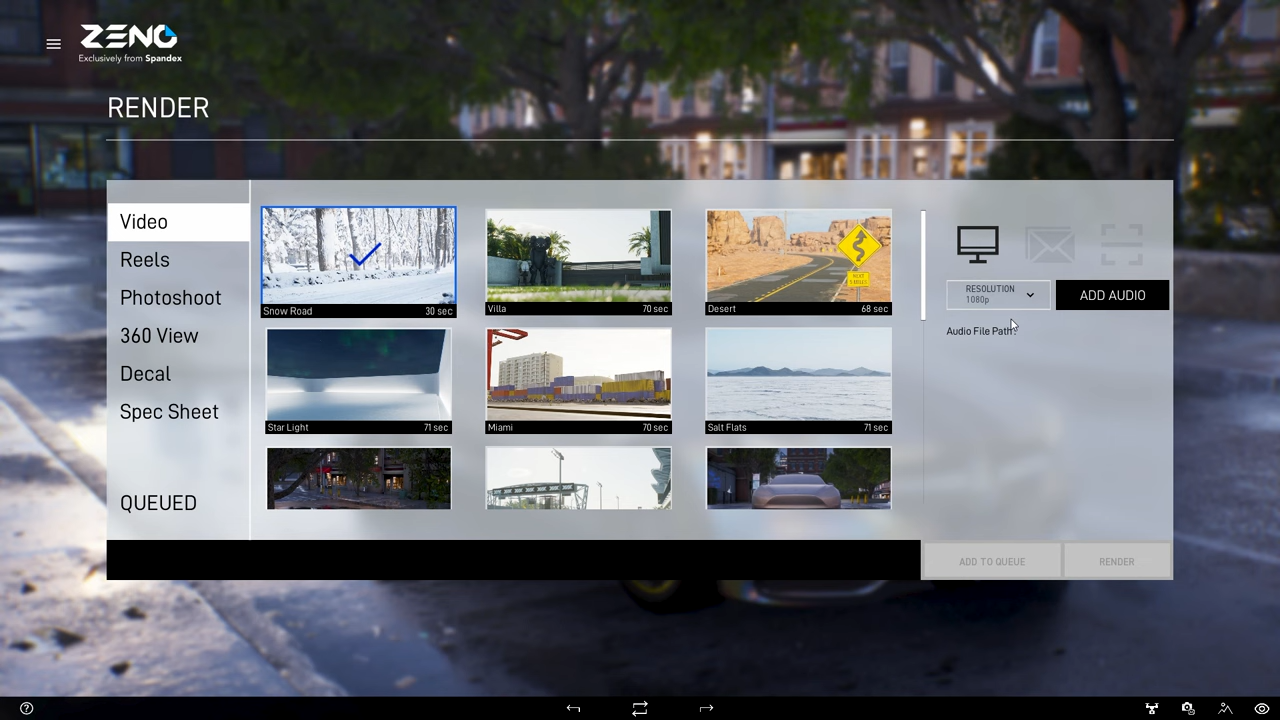 ZENO
Exclusively from Spandex
RENDER
Video
Reels
Photoshoot
360 View
Decal
Spec Sheet
QUEUED
Snow Road 30 sec
Villa 70 sec
Desert 68 sec
Star Light 71 sec
Miami 70 sec
Salt Flats 71 sec
RESOLUTION
1080p
ADD AUDIO
Audio File Path:
ADD TO QUEUE
RENDER